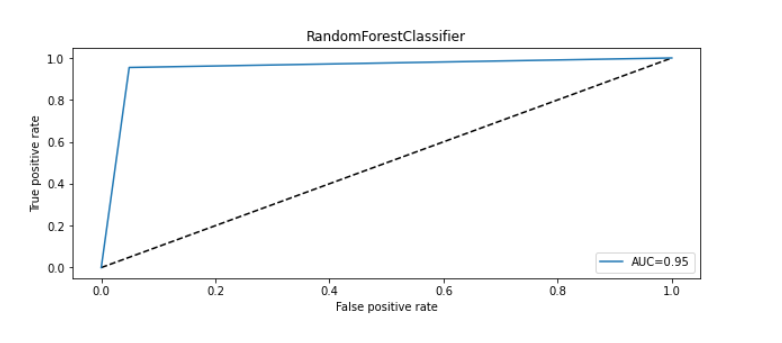 RandomForestClassifier
1.0
0.8
0.6
0.4
0.2
0.0
True positive rate
AUC=0.95
0.0 0.2 0.4 0.6 0.8 1.0
False positive rate